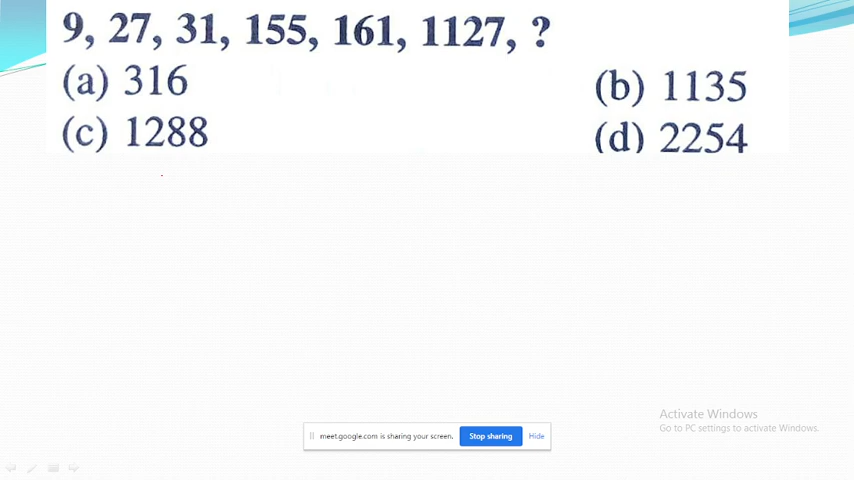 9, 27, 31, 155, 161, 1127, ?
(a) 316
(b) 1135
(c) 1288
(d) 2254
Activate Windows
Go to PC settings to activate Windows.
meet.google.com is sharing your screen.
Stop sharing
Hide